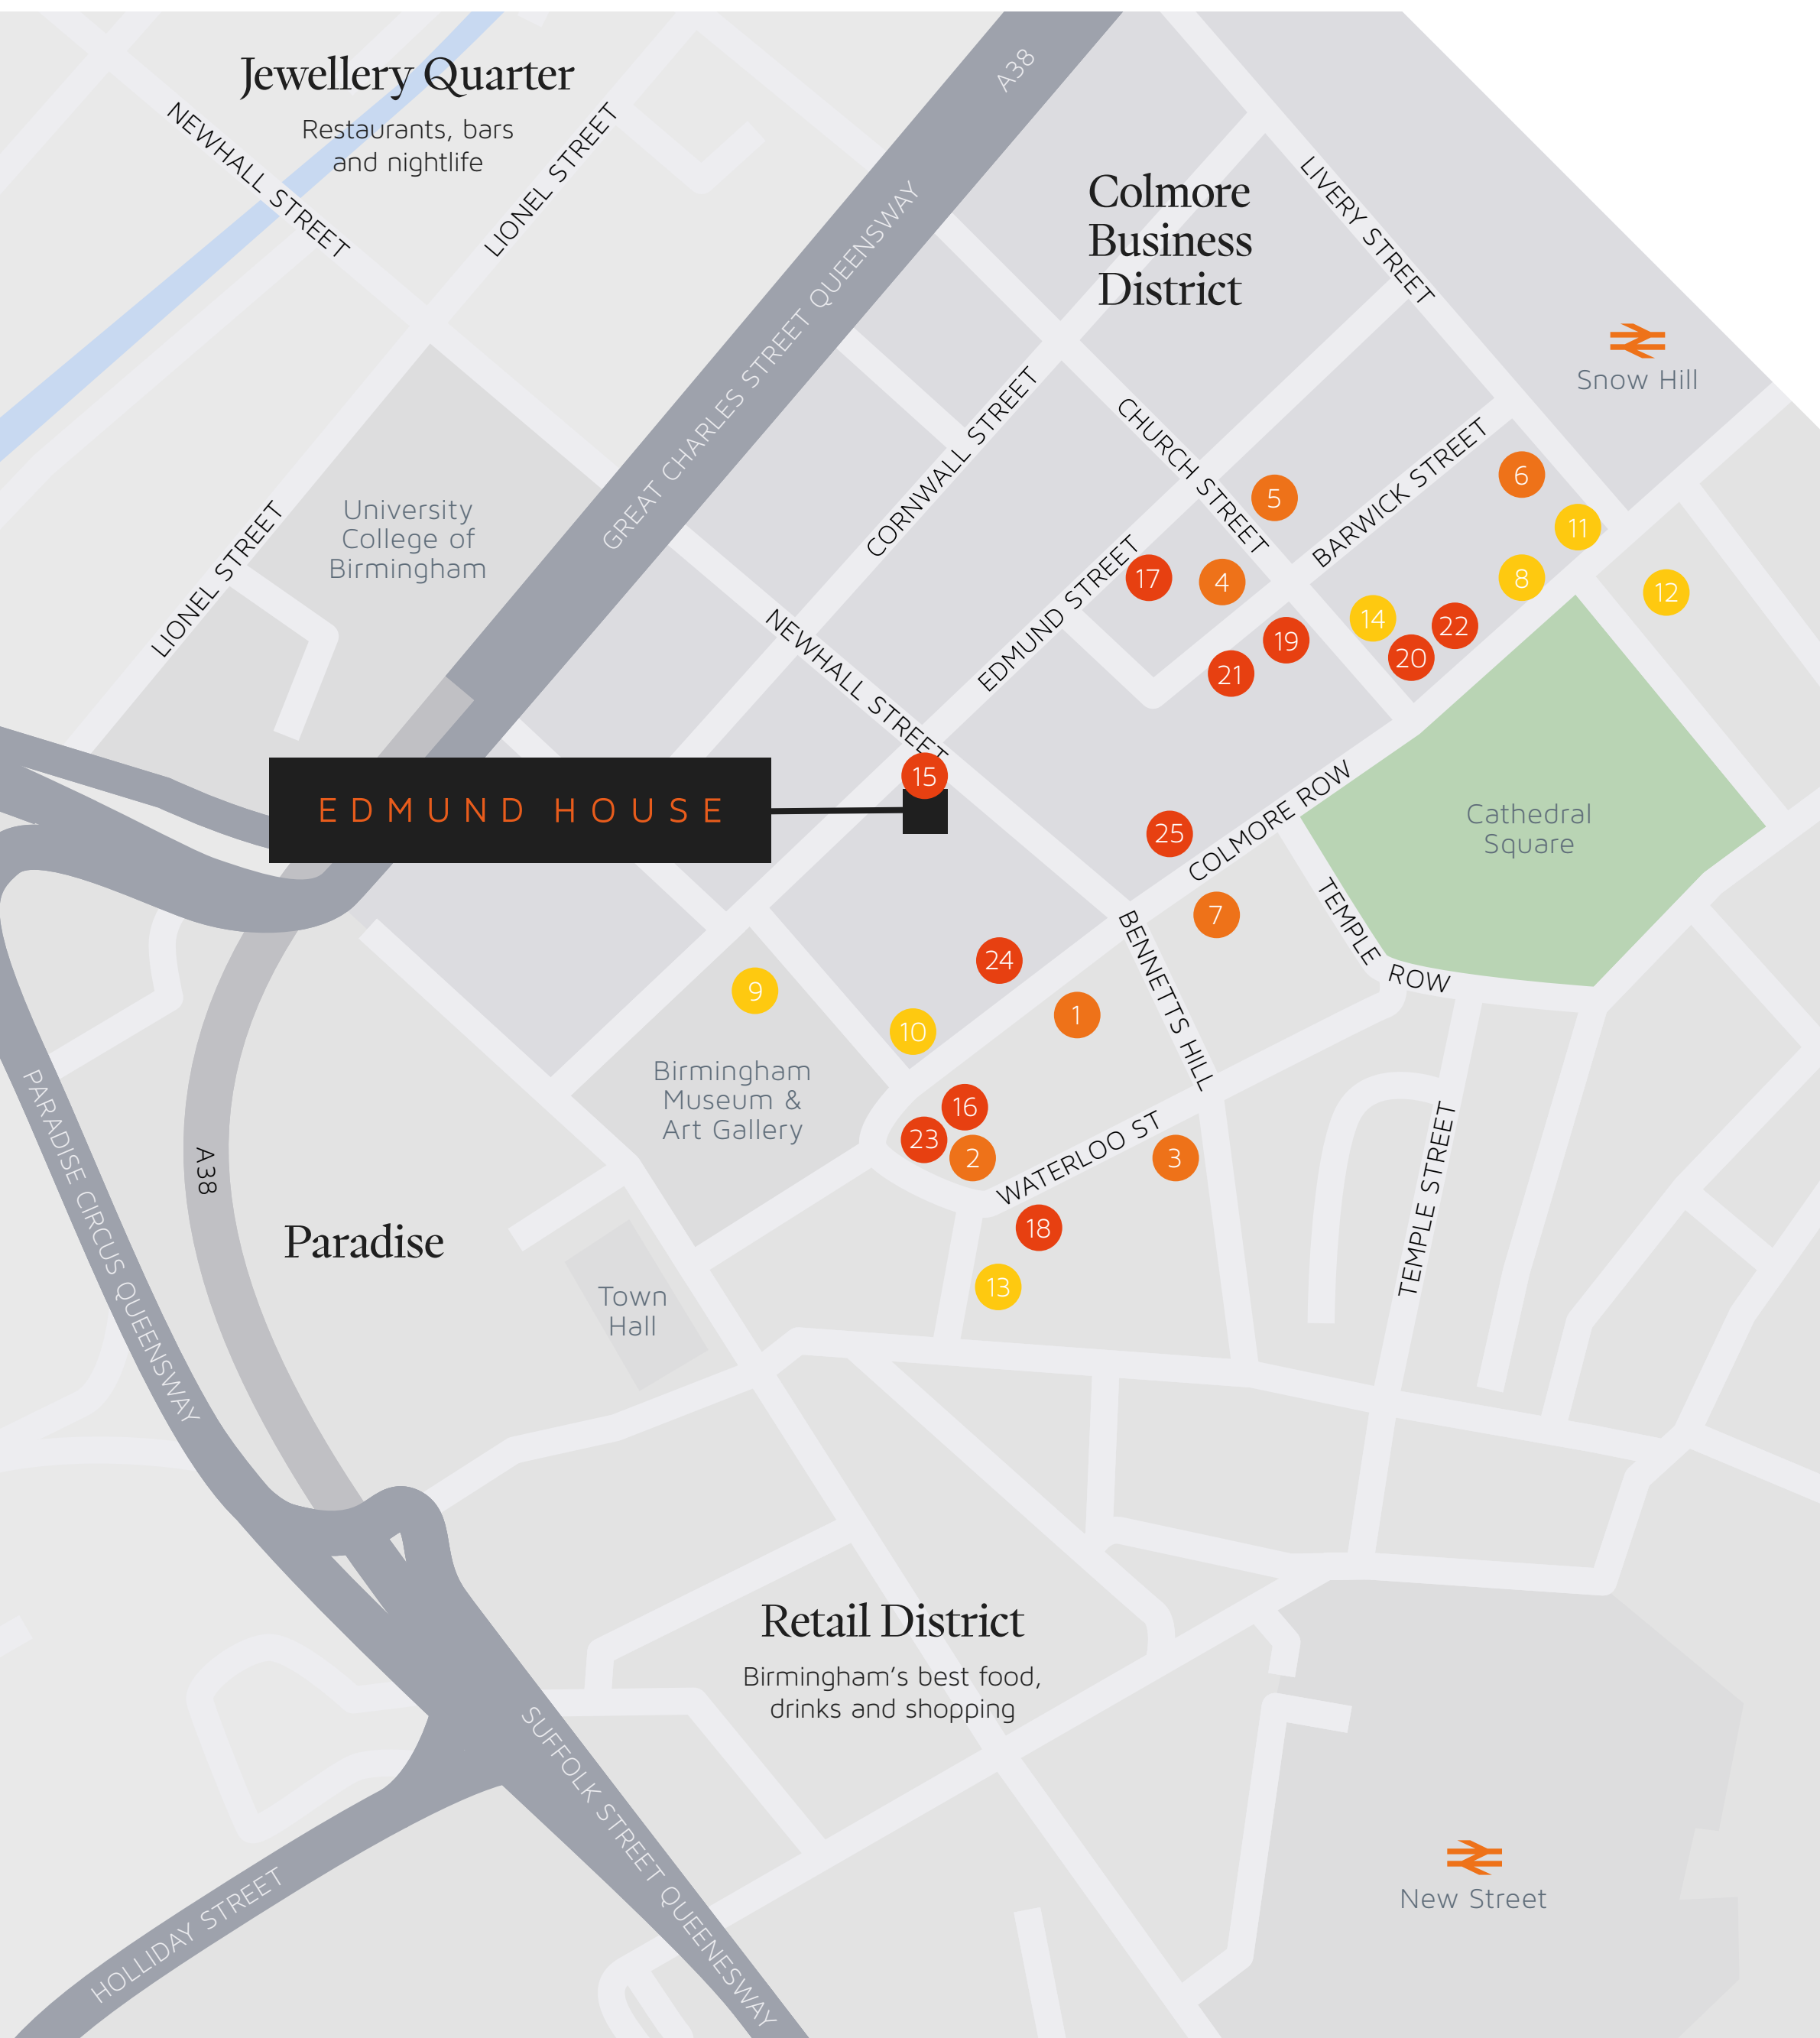 Jewellery Quarter
Restaurants, bars
and nightlife
NEWHALL STREET
LIONEL STREET
A38
GREAT CHARLES STREET QUEENSWAY
Colmore
Business
District
LIVERY STREET
Snow Hill
University
College of
Birmingham
LIONEL STREET
CORNWALL STREET
CHURCH STREET
BARWICK STREET
EDMUND STREET
NEWHALL STREET
5
6
11
17
4
8
12
14
22
19
20
21
15
EDMUND HOUSE
25
COLMORE ROW
Cathedral
Square
7
TEMPLE ROW
BENNETTS HILL
24
9
10
1
Birmingham
Museum &
Art Gallery
16
23
2
WATERLOO ST
3
18
13
TEMPLE STREET
PARADISE CIRCUS QUEENSWAY
A38
Paradise
Town
Hall
Retail District
Birmingham’s best food,
drinks and shopping
SUFFOLK STREET QUEENESWAY
HOLLIDAY STREET
New Street